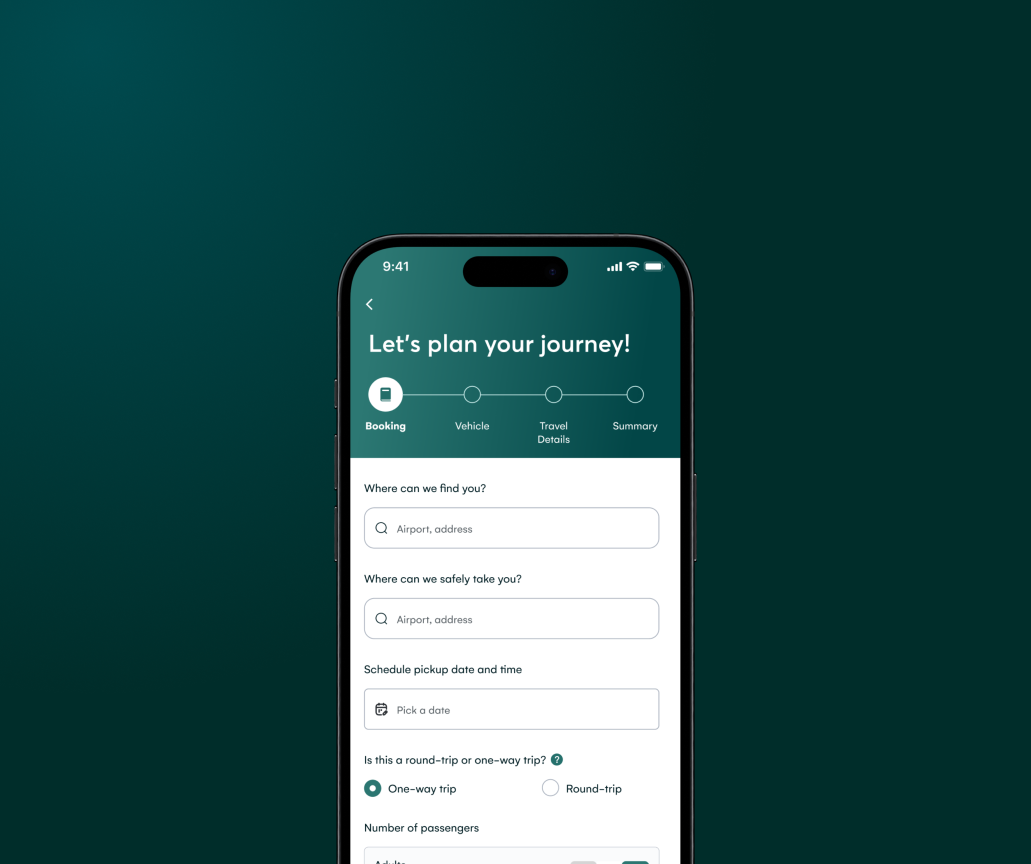 9:41
Let's plan your journey!
Booking
Vehicle
Travel
Details
Summary
Where can we find you?
Airport, address
Where can we safely take you?
Airport, address
Schedule pickup date and time
Pick a date
Is this a round-trip or one-way trip? ?
One-way trip
Round-trip
Number of passengers
Adults